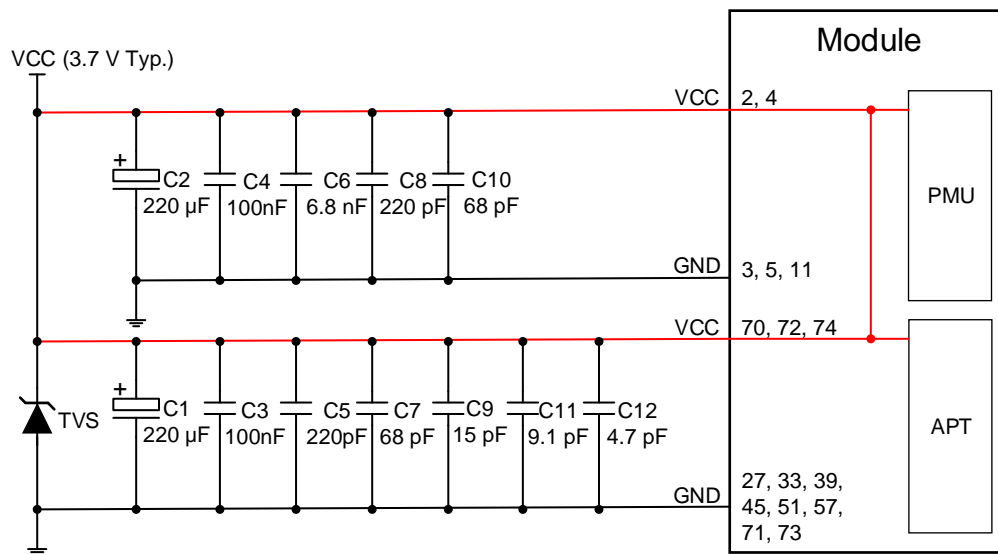 Module
VCC (3.7 V Typ.)
VCC 2, 4
+
C2 C4 C6 C8 C10
220 µF 100nF 6.8 nF 220 pF 68 pF
PMU
GND 3, 5, 11
VCC 70, 72, 74
+
TVS C1 C3 C5 C7 C9 C11 C12
220 µF 100nF 220pF 68 pF 15 pF 9.1 pF 4.7 pF
APT
GND 27, 33, 39,
45, 51, 57,
71, 73